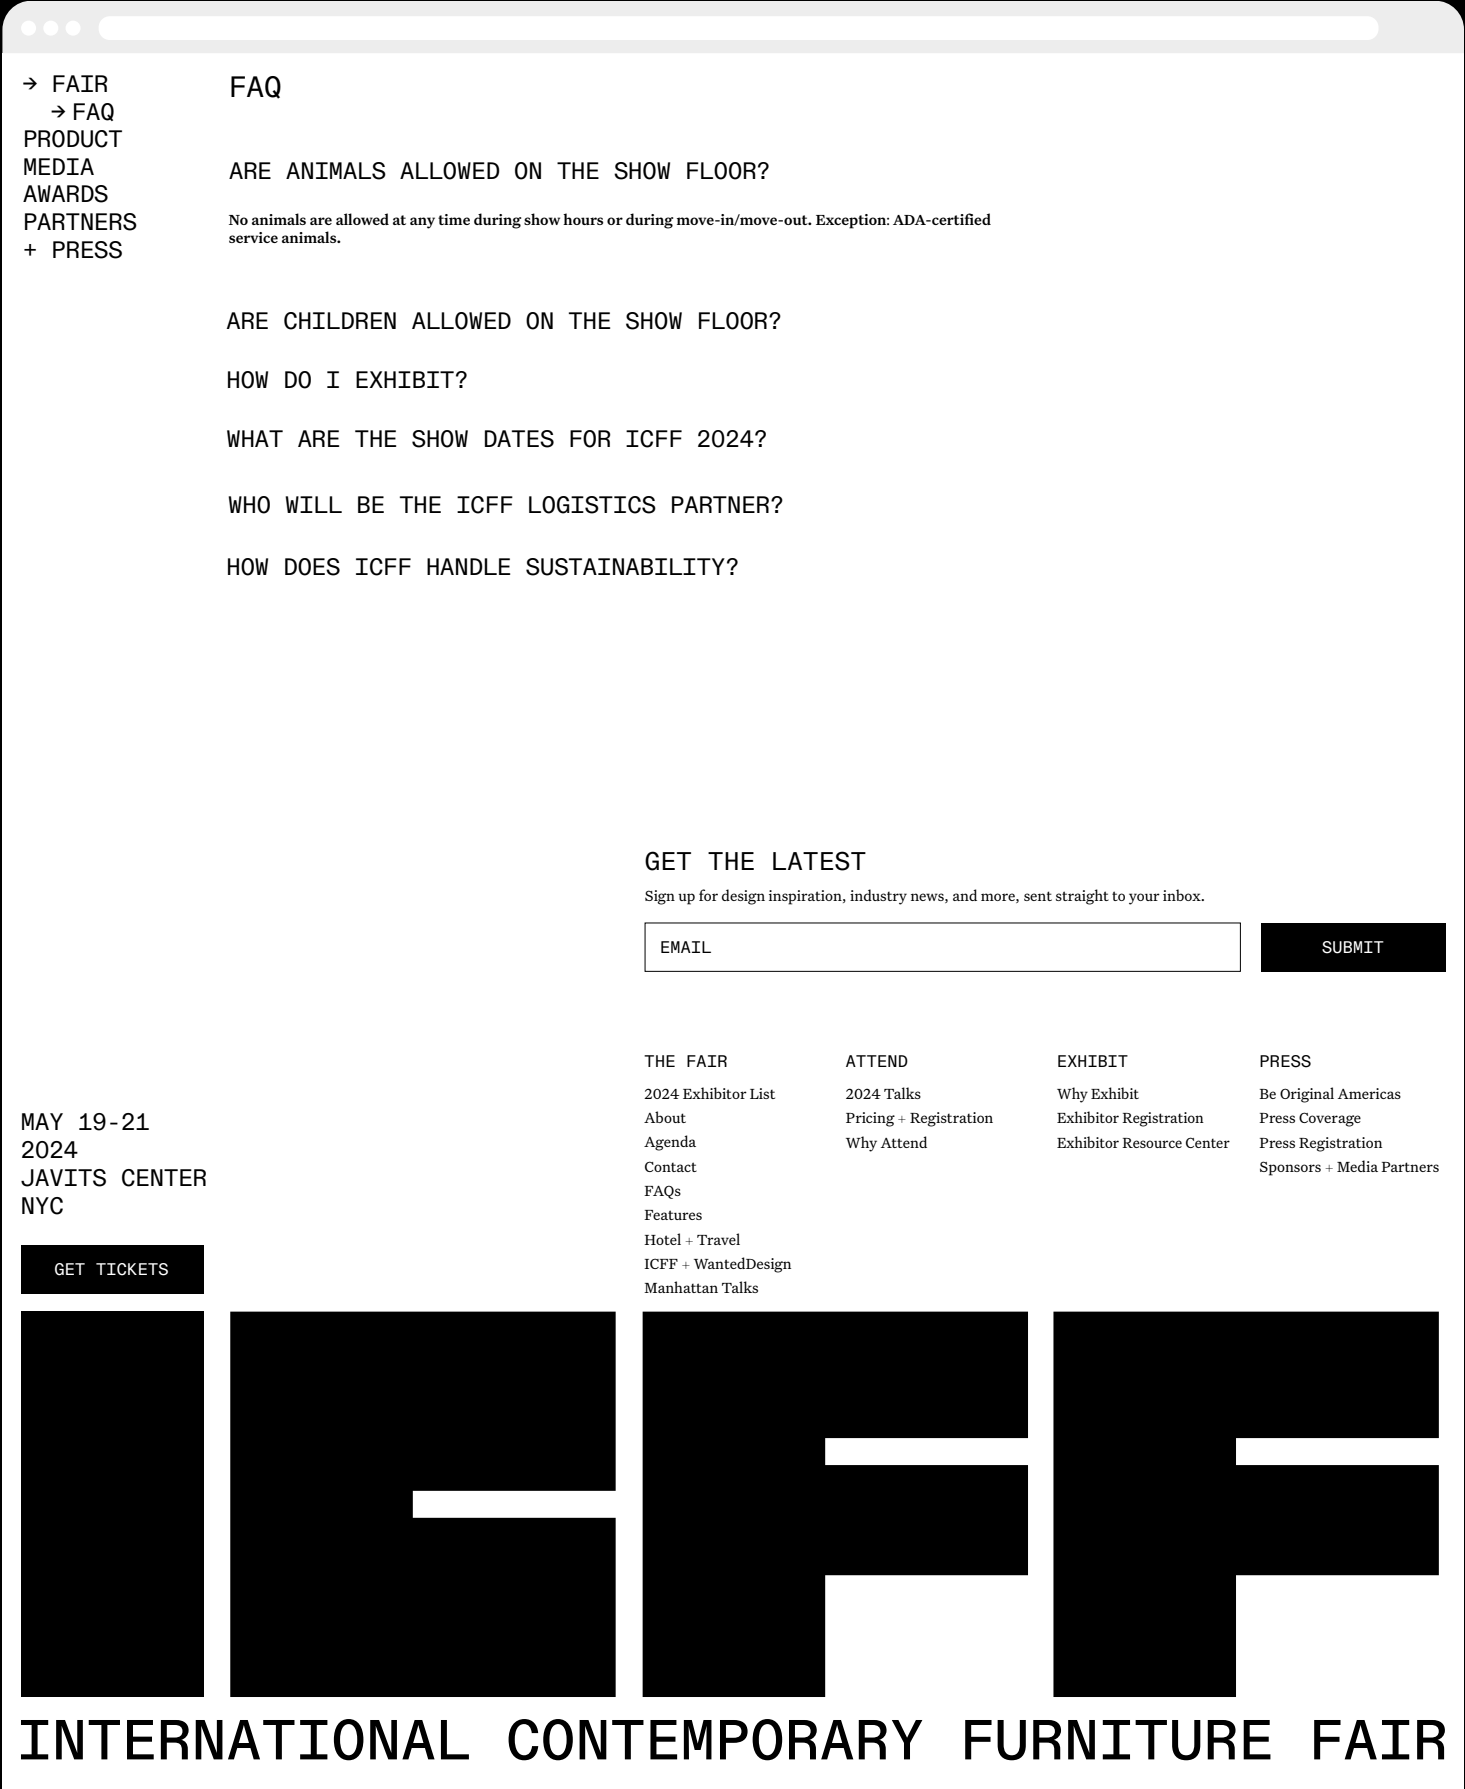 → FAIR
→ FAQ
PRODUCT
MEDIA
AWARDS
PARTNERS
+ PRESS
FAQ
ARE ANIMALS ALLOWED ON THE SHOW FLOOR?
No animals are allowed at any time during show hours or during move-in/move-out. Exception: ADA-certified
service animals.
ARE CHILDREN ALLOWED ON THE SHOW FLOOR?
HOW DO I EXHIBIT?
WHAT ARE THE SHOW DATES FOR ICFF 2024?
WHO WILL BE THE ICFF LOGISTICS PARTNER?
HOW DOES ICFF HANDLE SUSTAINABILITY?
GET THE LATEST
Sign up for design inspiration, industry news, and more, sent straight to your inbox.
EMAIL
SUBMIT
THE FAIR
2024 Exhibitor List
About
Agenda
Contact
FAQs
Features
Hotel + Travel
ICFF + WantedDesign
Manhattan Talks
ATTEND
2024 Talks
Pricing + Registration
Why Attend
EXHIBIT
Why Exhibit
Exhibitor Registration
Exhibitor Resource Center
PRESS
Be Original Americas
Press Coverage
Press Registration
Sponsors + Media Partners
MAY 19-21
2024
JAVITS CENTER
NYC
GET TICKETS
ICFF
INTERNATIONAL CONTEMPORARY FURNITURE FAIR